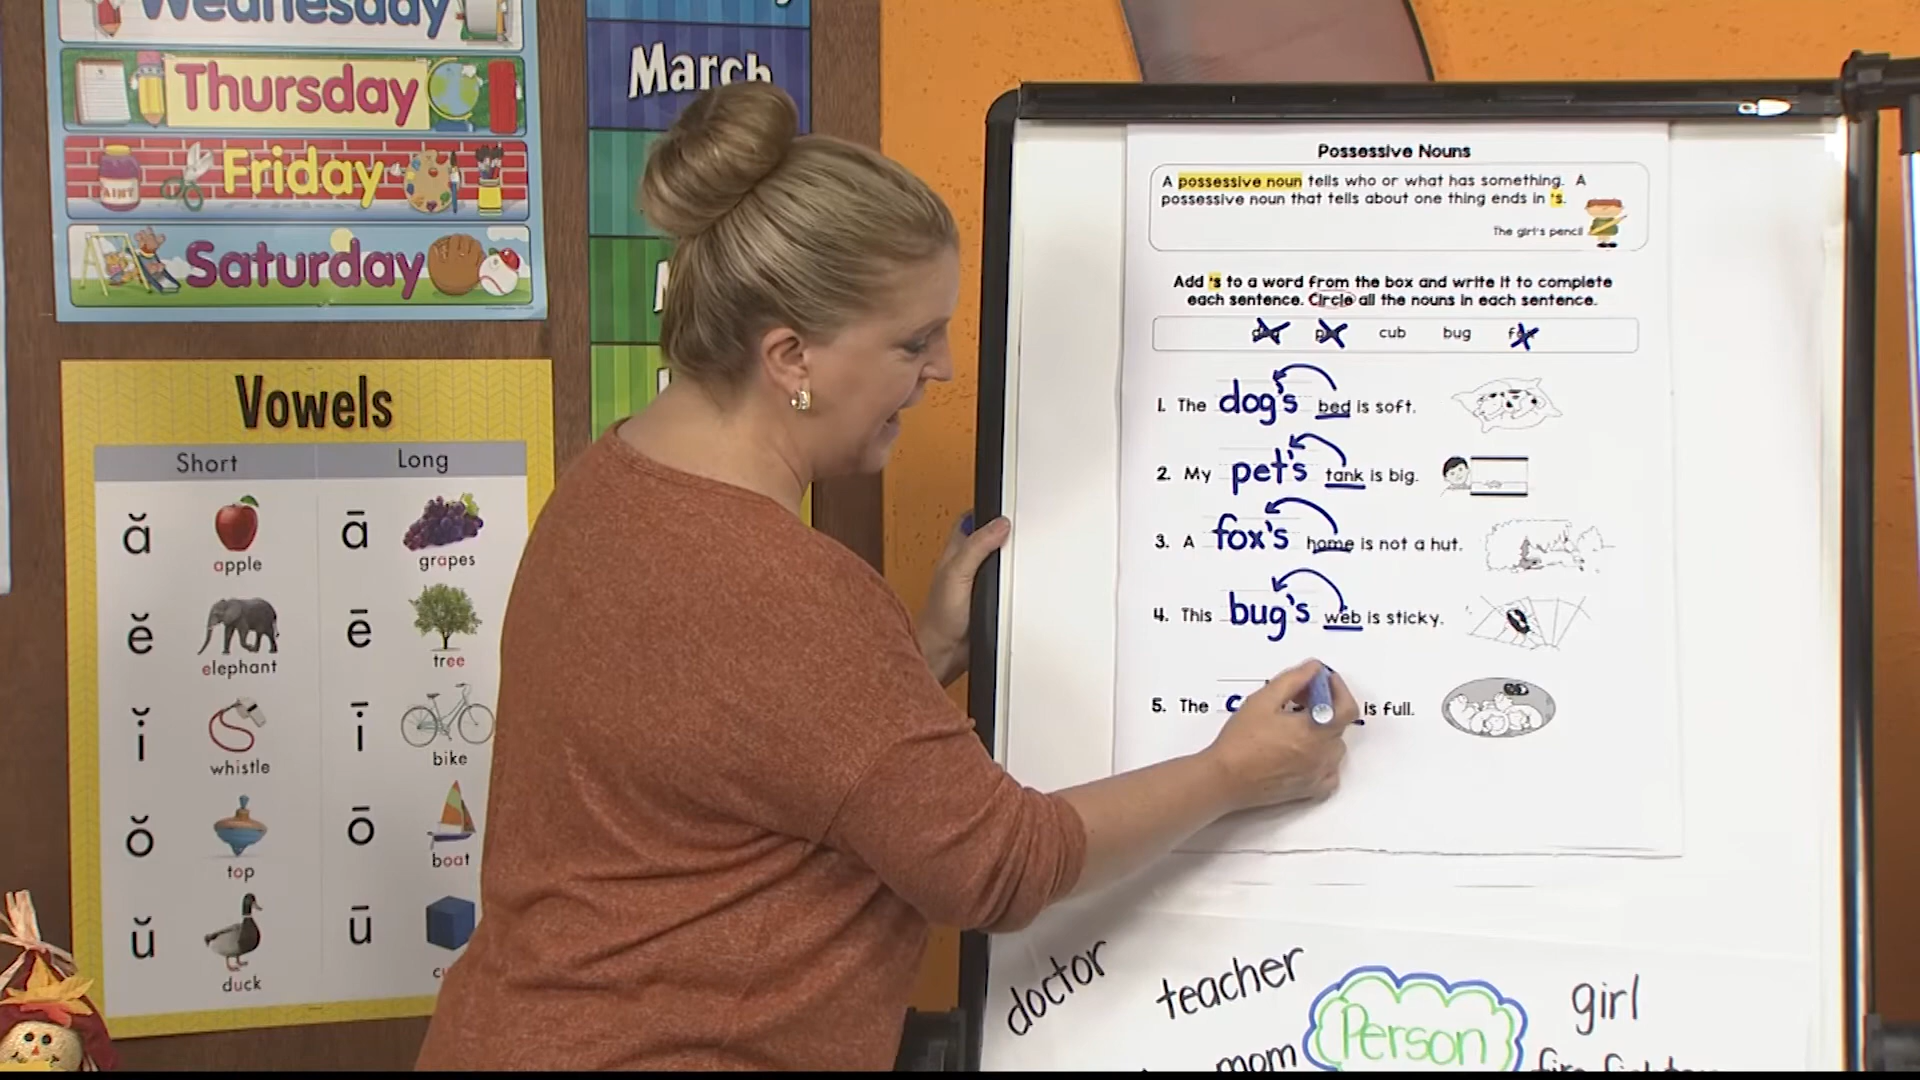 Wednesday
Thursday
Friday
Saturday
March
Vowels
Short Long
ă apple ā grapes
ĕ elephant ē tree
ĭ whistle ī bike
ŏ top ō boat
ŭ duck ū
PAINT
Possessive Nouns
A possessive noun tells who or what has something. A
possessive noun that tells about one thing ends in 's.
The girl's pencil
Add 's to a word from the box and write it to complete
each sentence. Circle all the nouns in each sentence.
cub bug
1. The dog's bed is soft.
2. My pet's tank is big.
3. A fox's home is not a hut.
4. This bug's web is sticky.
5. The is full.
doctor
teacher
girl
mom
Person